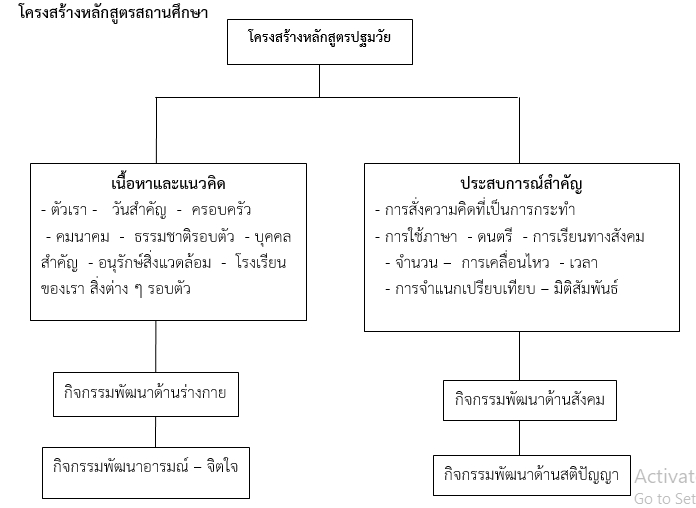 โครงสร้างหลักสูตรสถานศึกษา
โครงสร้างหลักสูตรปฐมวัย
เนื้อหาและแนวคิด
- ตัวเรา - วันสำคัญ - ครอบครัว
- คมนาคม - ธรรมชาติรอบตัว - บุคคล
สำคัญ - อนุรักษ์สิ่งแวดล้อม - โรงเรียน
ของเรา สิ่งต่าง ๆ รอบตัว
ประสบการณ์สำคัญ
- การสั่งความคิดที่เป็นการกระทำ
- การใช้ภาษา - ดนตรี - การเรียนทางสังคม
- จำนวน – การเคลื่อนไหว - เวลา
- การจำแนกเปรียบเทียบ – มิติสัมพันธ์
กิจกรรมพัฒนาด้านร่างกาย
กิจกรรมพัฒนาอารมณ์ – จิตใจ
กิจกรรมพัฒนาด้านสังคม
กิจกรรมพัฒนาด้านสติปัญญา
Activat
Go to Set